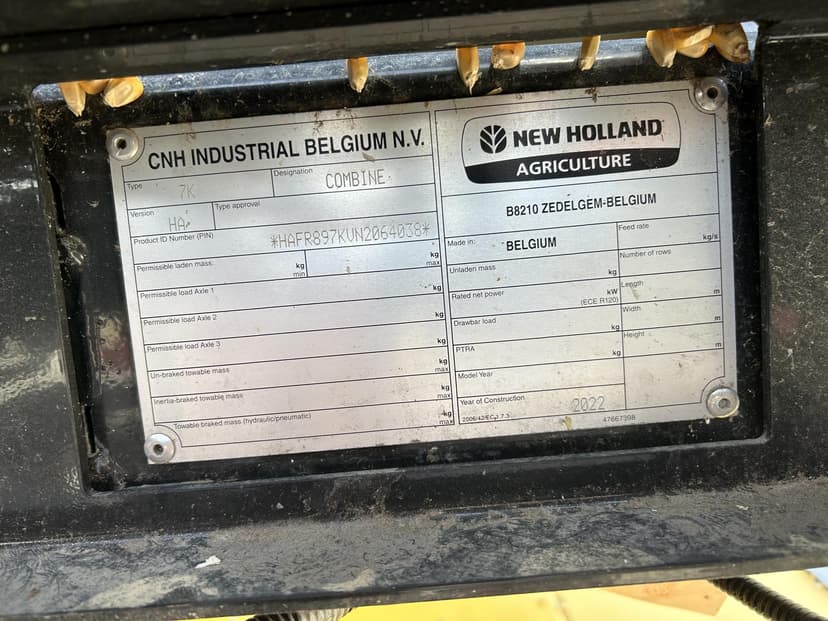 CNH INDUSTRIAL BELGIUM N.V.
Type
7K
Designation
COMBINE
Version
HA
Type approval
Product ID Number (PIN)
*HAFR897KVN2064038*
Permissible laden mass:
kg
min
kg
max
Permissible load Axle 1
kg
Permissible load Axle 2
kg
Permissible load Axle 3
kg
Un-braked towable mass
kg
max
Inertia-braked towable mass
kg
max
Towable braked mass (hydraulic/pneumatic)
kg
max
NEW HOLLAND
AGRICULTURE
B8210 ZEDELGEM-BELGIUM
Made in:
BELGIUM
Feed rate
kg/s
Unladen mass
kg
Number of rows
Rated net power
kW
(ECE R120)
Length
m
Drawbar load
kg
Width
m
PTRA
kg
Height
m
Model Year
Year of Construction
2022
2006/42/EC,1.7.3
47667398